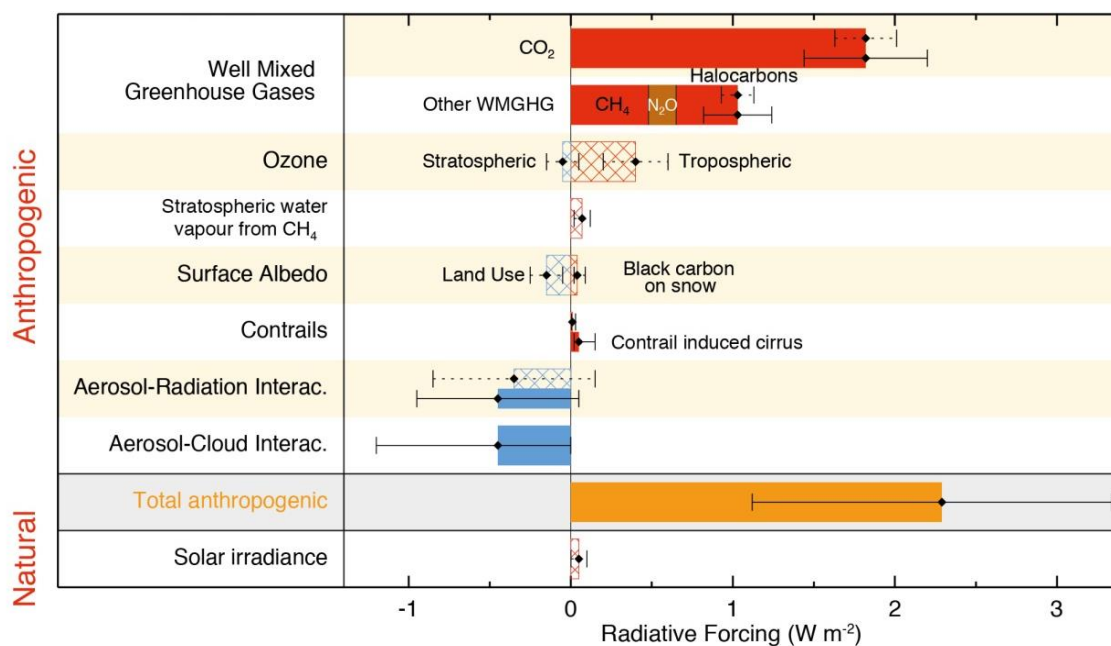 Anthropogenic
Natural
Well Mixed
Greenhouse Gases
CO2
Halocarbons
Other WMGHG
CH4
N2O
Ozone
Stratospheric
Tropospheric
Stratospheric water
vapour from CH4
Surface Albedo
Land Use
Black carbon
on snow
Contrails
Contrail induced cirrus
Aerosol-Radiation Interac.
Aerosol-Cloud Interac.
Total anthropogenic
Solar irradiance
-1 0 1 2 3
Radiative Forcing (W m-2)